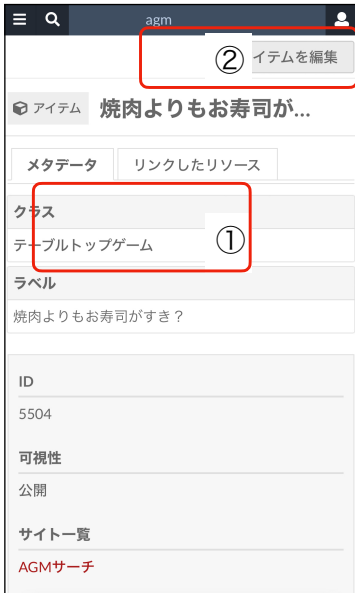 agm
② イテムを編集
アイテム 焼肉よりもお寿司が...
メタデータ リンクしたリソース
クラス
テーブルトップゲーム ①
ラベル
焼肉よりもお寿司がすき？
ID
5504
可視性
公開
サイト一覧
AGMサーチ